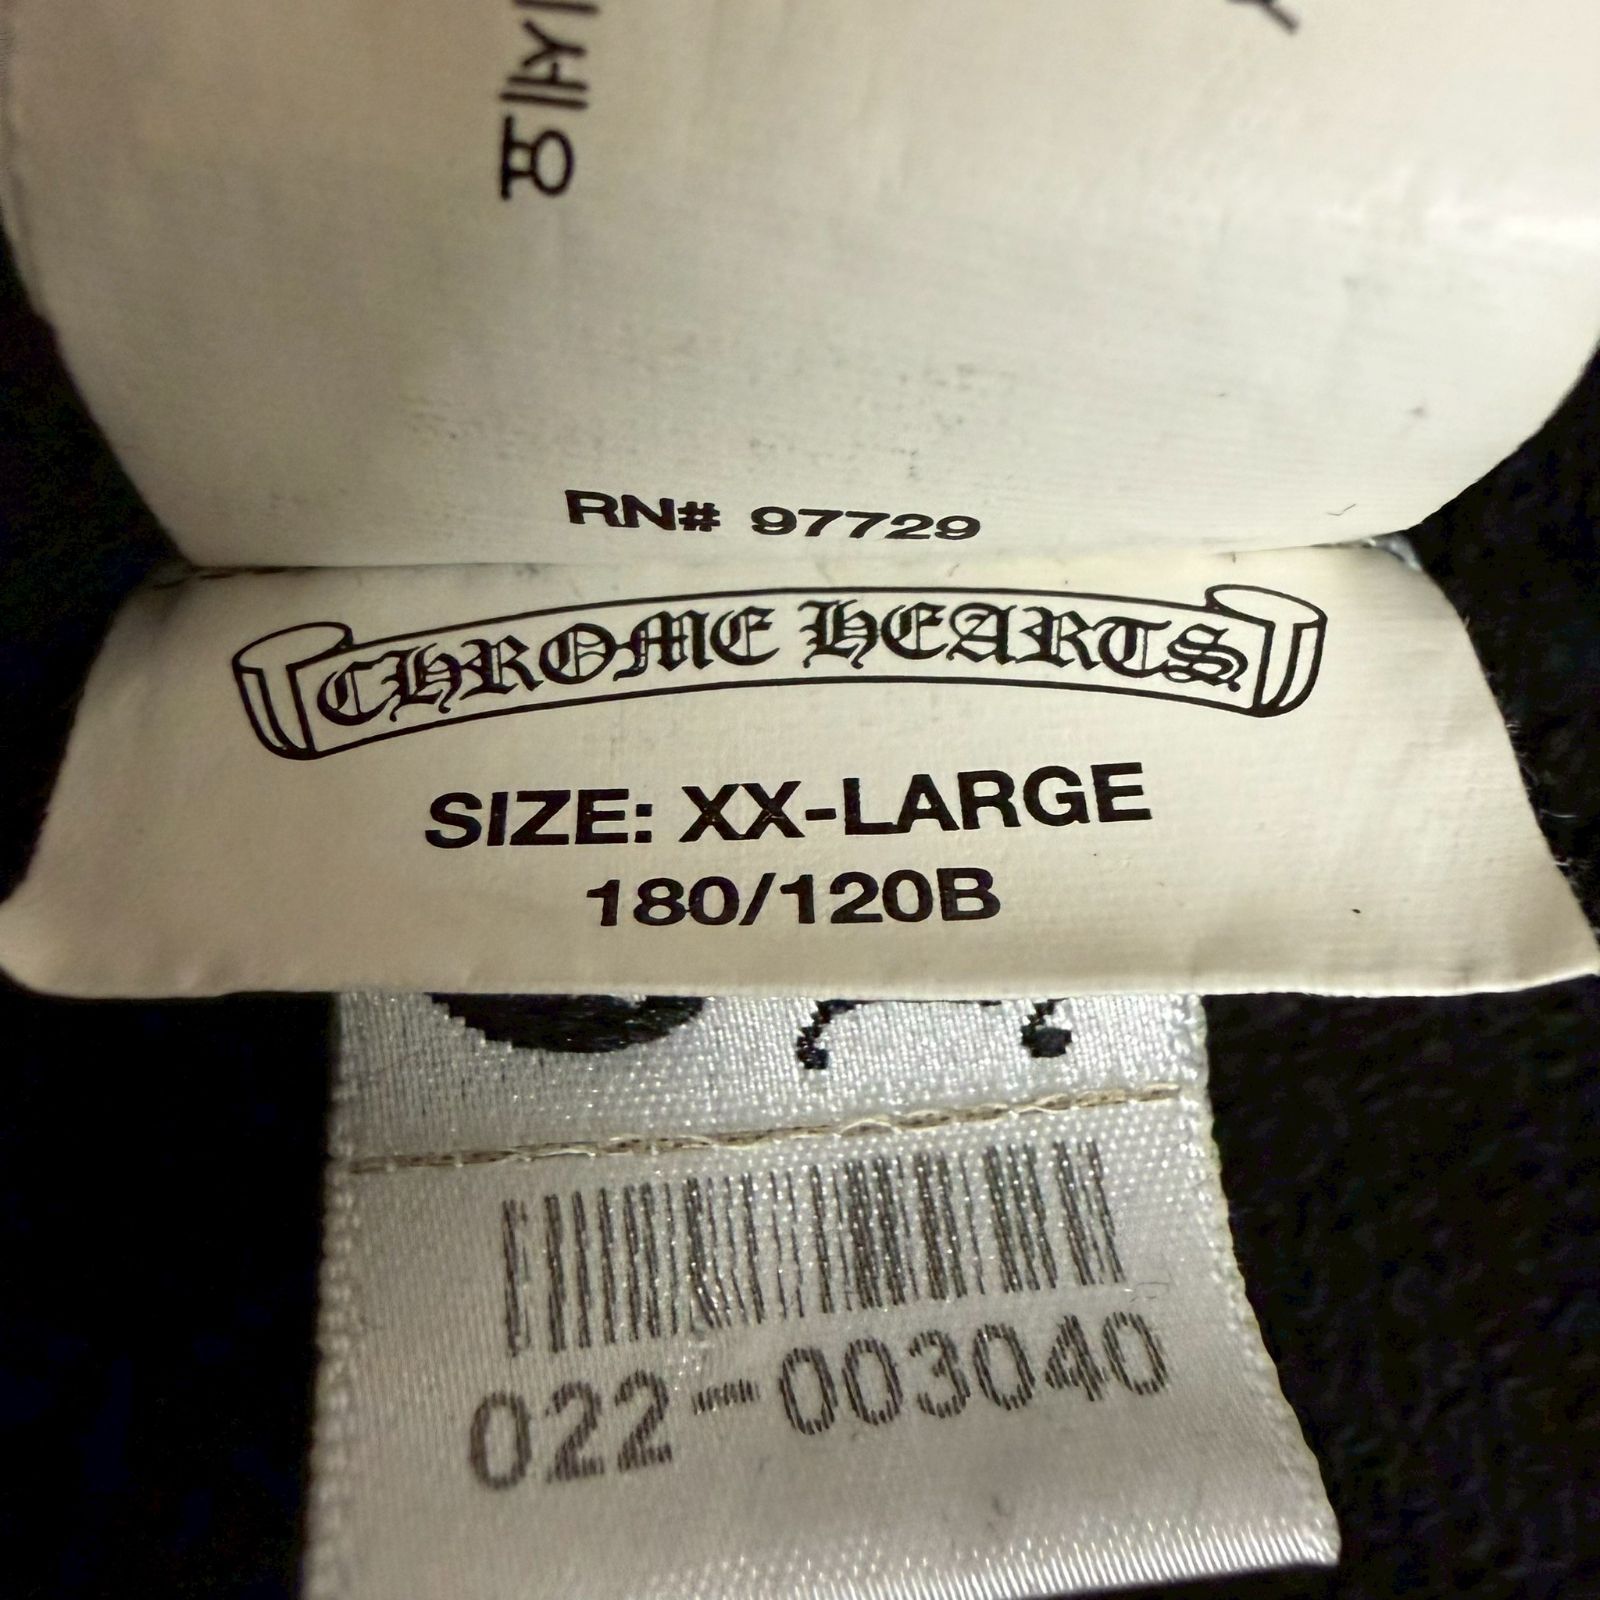 RN# 97729
CHROME HEARTS
SIZE: XX-LARGE
180/120B
022-003040